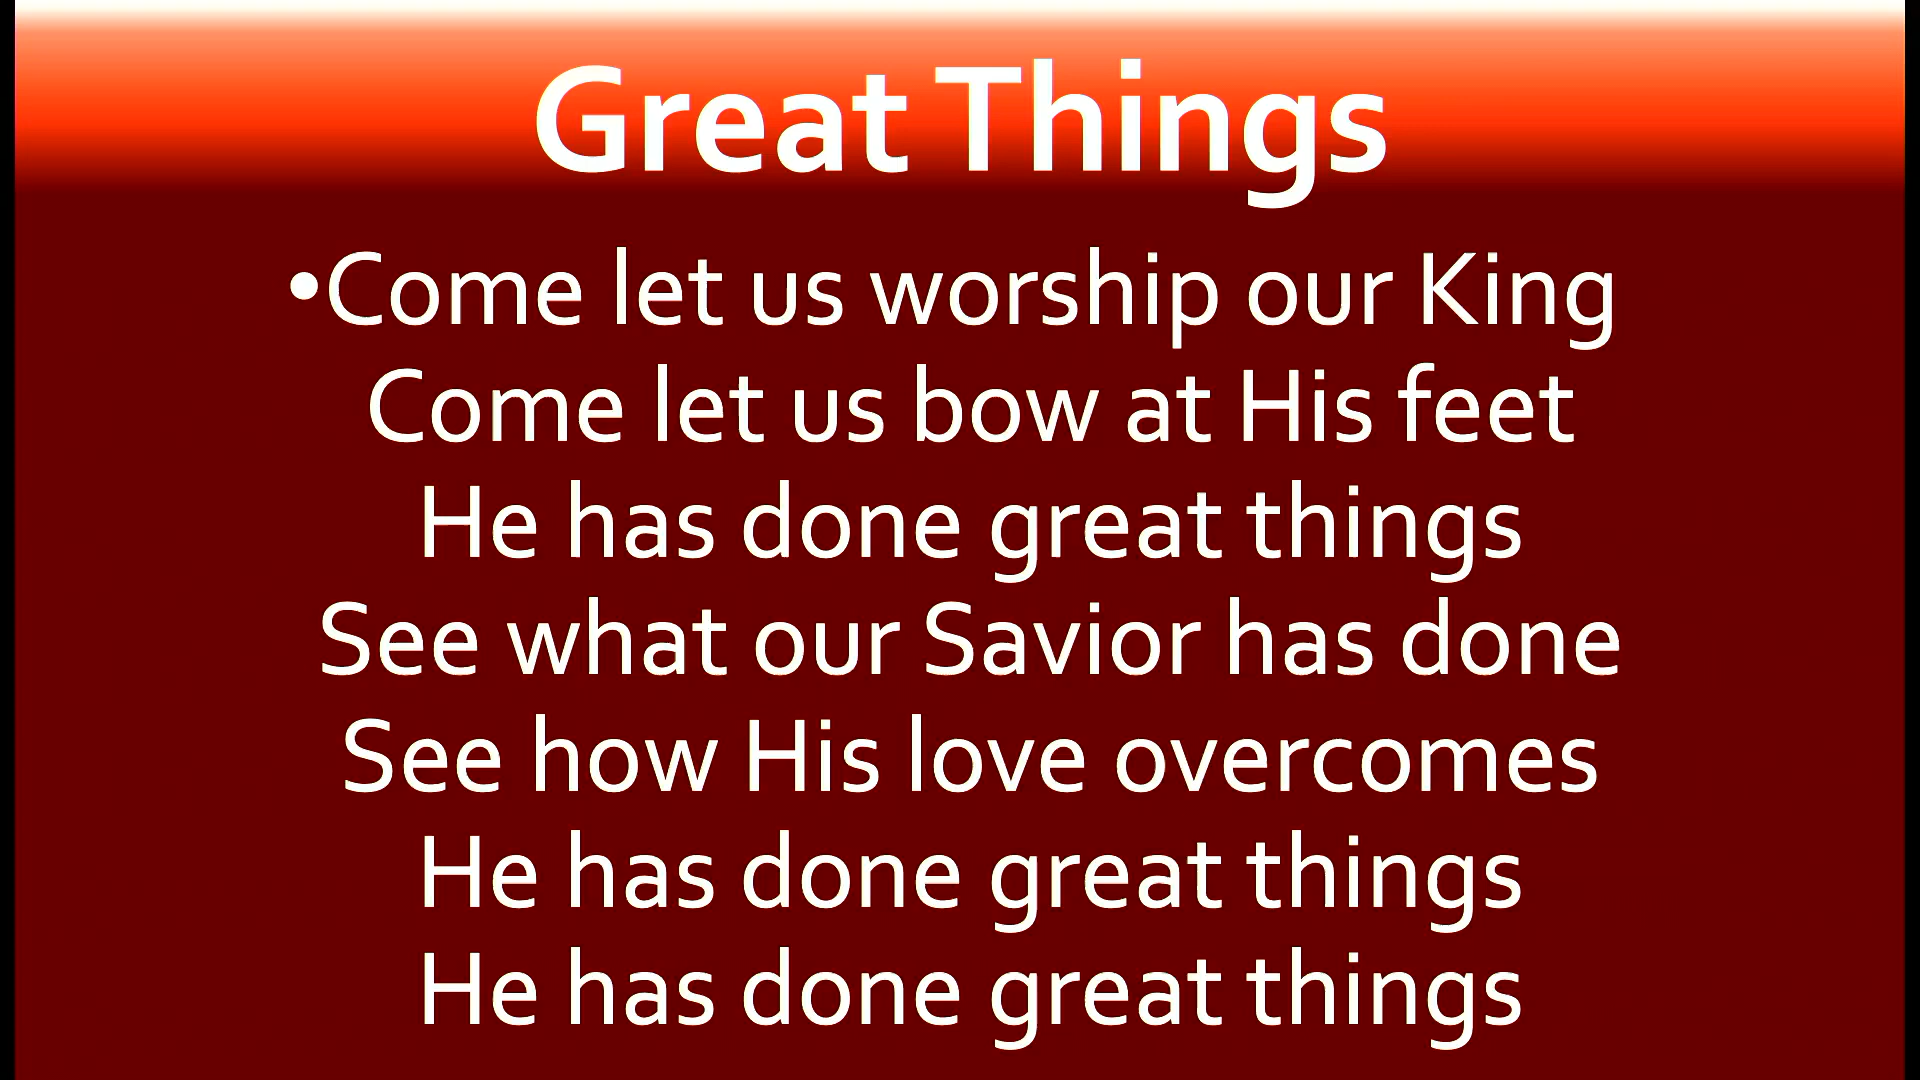 Great Things
•Come let us worship our King
Come let us bow at His feet
He has done great things
See what our Savior has done
See how His love overcomes
He has done great things
He has done great things